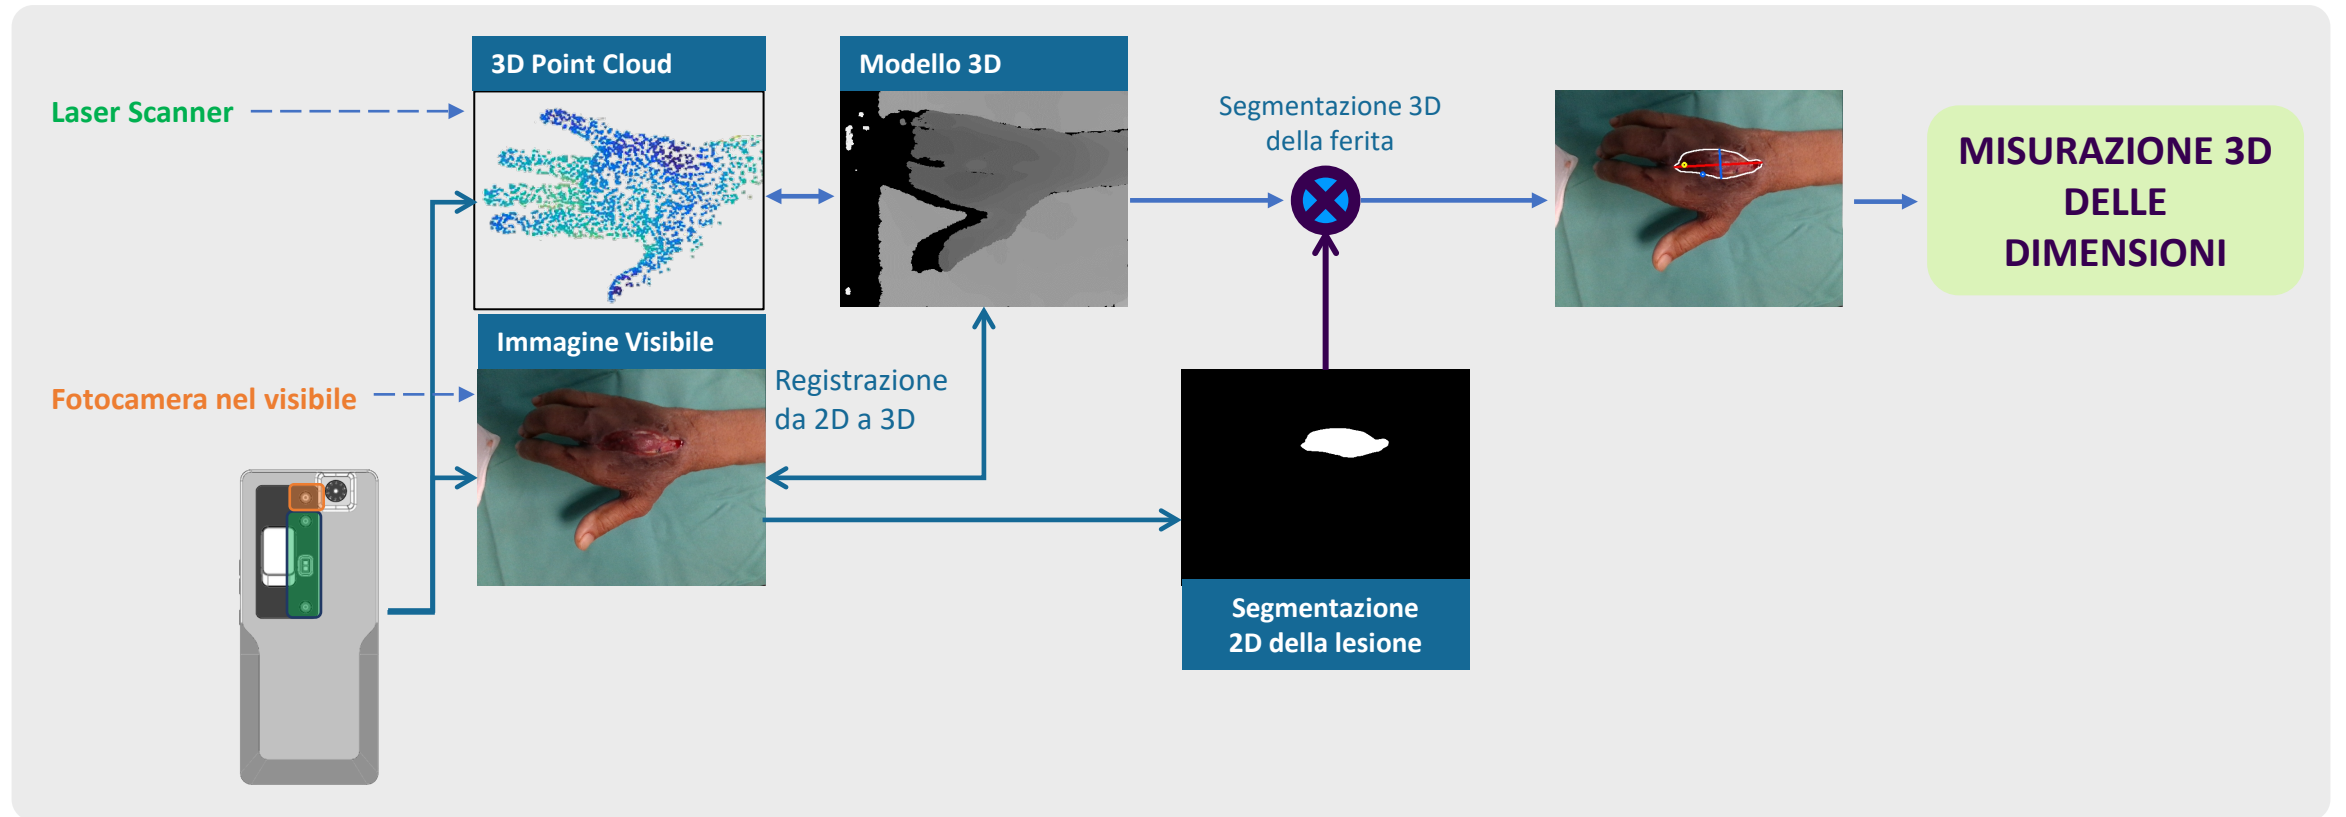 3D Point Cloud
Modello 3D
Laser Scanner
Segmentazione 3D
della ferita
MISURAZIONE 3D
DELLE
DIMENSIONI
Immagine Visibile
Fotocamera nel visibile
Registrazione
da 2D a 3D
Segmentazione
2D della lesione